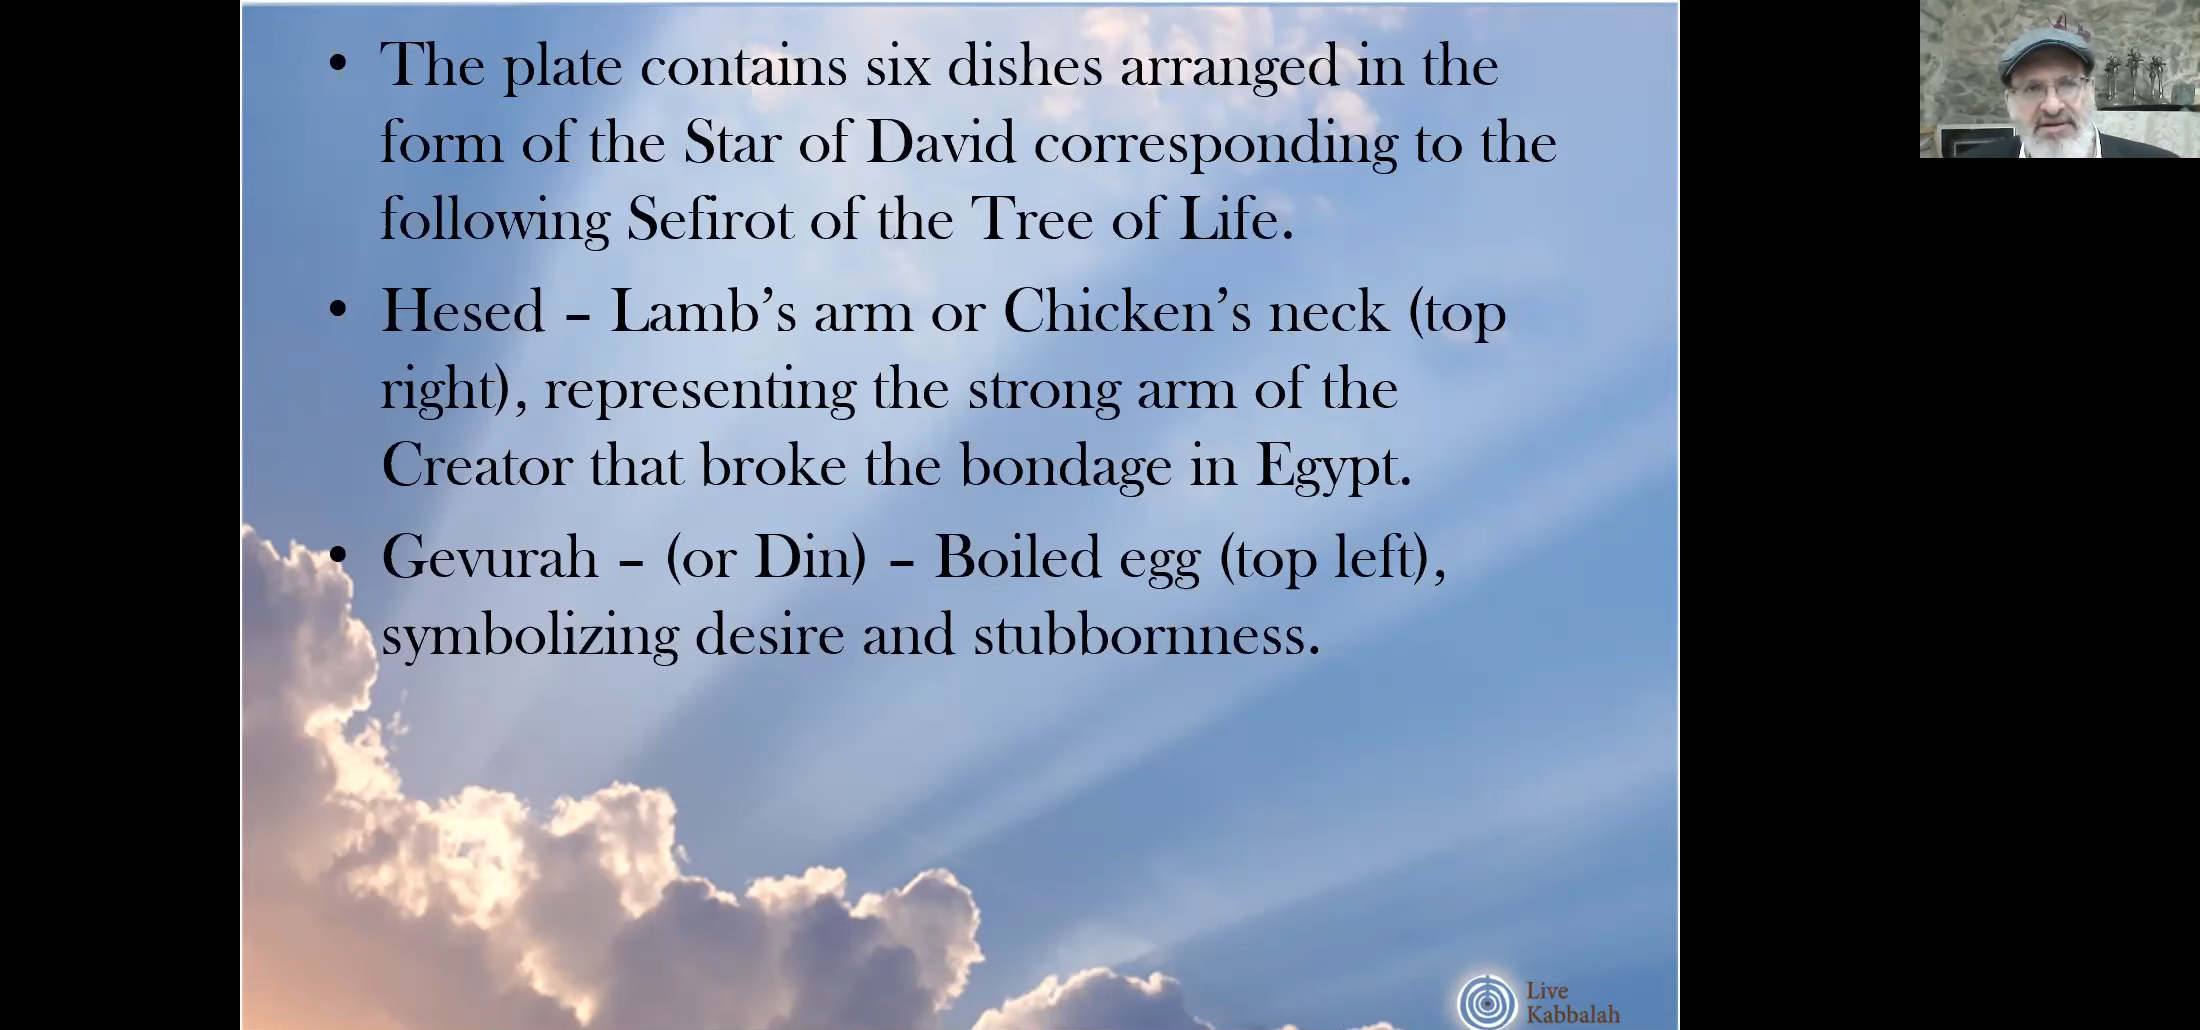 • The plate contains six dishes arranged in the
form of the Star of David corresponding to the
following Sefirot of the Tree of Life.
• Hesed – Lamb’s arm or Chicken’s neck (top
right), representing the strong arm of the
Creator that broke the bondage in Egypt.
• Gevurah – (or Din) – Boiled egg (top left),
symbolizing desire and stubbornness.
Live
Kabbalah